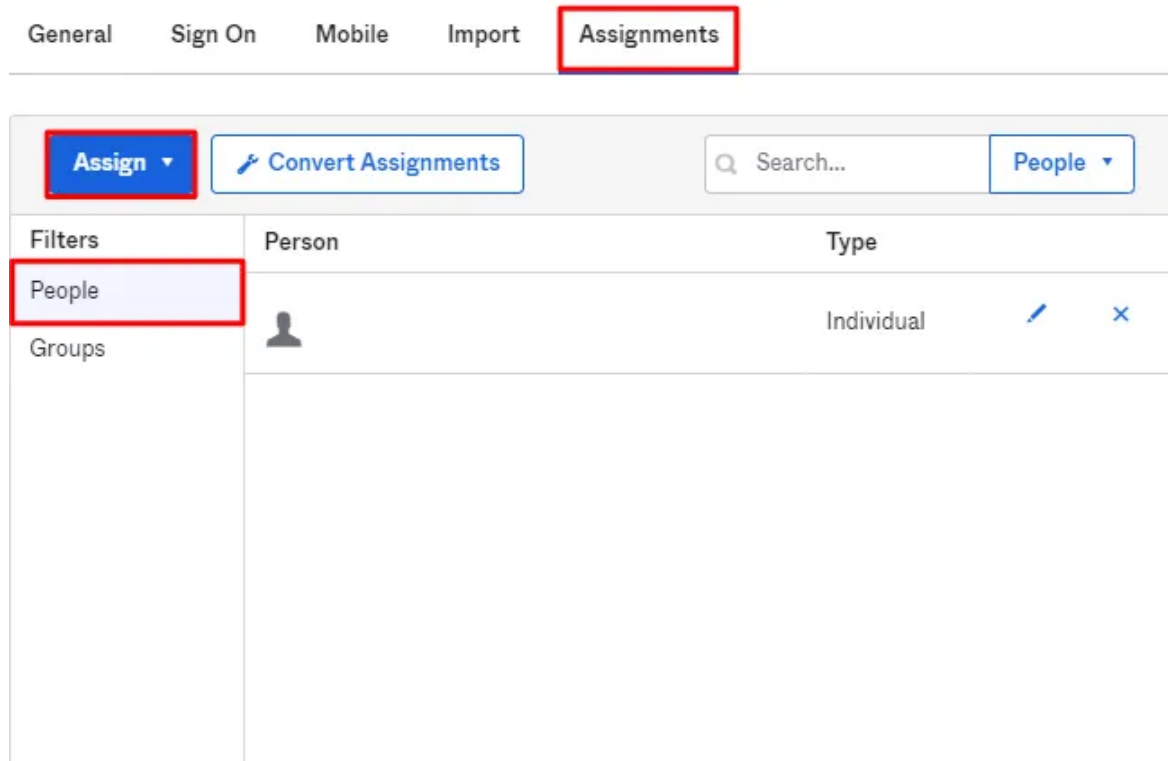 General Sign On Mobile Import Assignments
Assign Convert Assignments Search... People
Filters Person Type
People
Individual
Groups